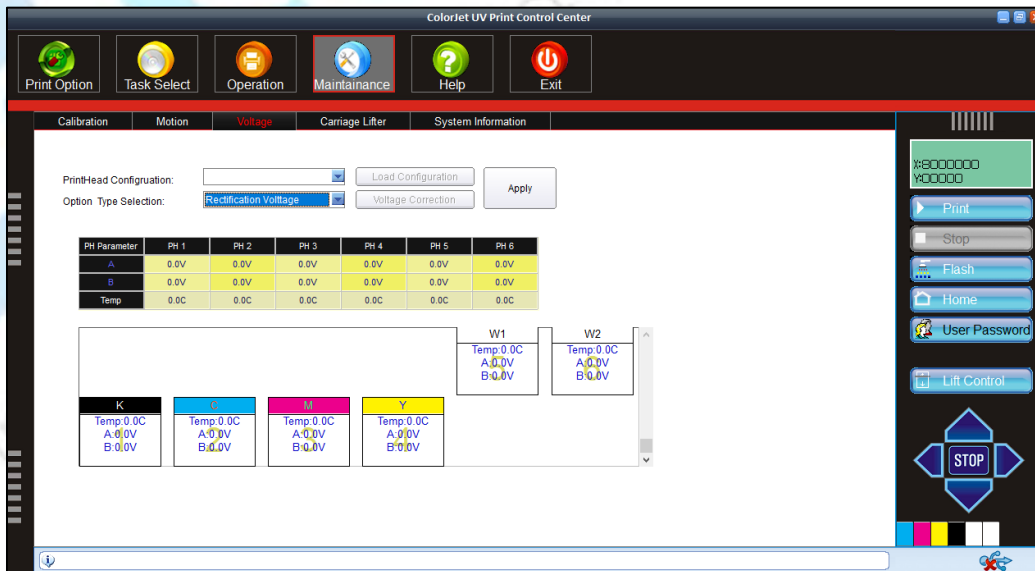 ColorJet UV Print Control Center
Print Option Task Select Operation Maintainance Help Exit
Calibration Motion Voltage Carriage Lifter System Information
PrintHead Configruation: Load Configuration
Apply
Option Type Selection: Rectification Volttage Voltage Correction
PH Parameter PH 1 PH 2 PH 3 PH 4 PH 5 PH 6
A 0.0V 0.0V 0.0V 0.0V 0.0V 0.0V
B 0.0V 0.0V 0.0V 0.0V 0.0V 0.0V
Temp 0.0C 0.0C 0.0C 0.0C 0.0C 0.0C
W1 W2
Temp:0.0C Temp:0.0C
A:0.0V A:0.0V
B:0.0V B:0.0V
K C M Y
Temp:0.0C Temp:0.0C Temp:0.0C Temp:0.0C
A:0.0V A:0.0V A:0.0V A:0.0V
B:0.0V B:0.0V B:0.0V B:0.0V
1 2 3 4
X:8000000
Y:00000
Print
Stop
Flash
Home
User Password
Lift Control
STOP